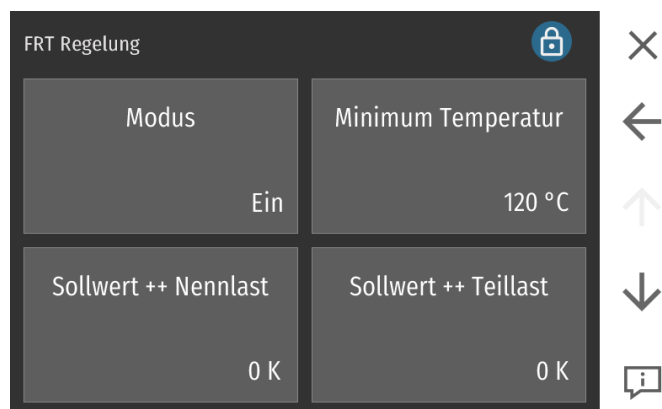 FRT Regelung
Modus
Ein
Minimum Temperatur
120 °C
Sollwert ++ Nennlast
0 K
Sollwert ++ Teillast
0 K